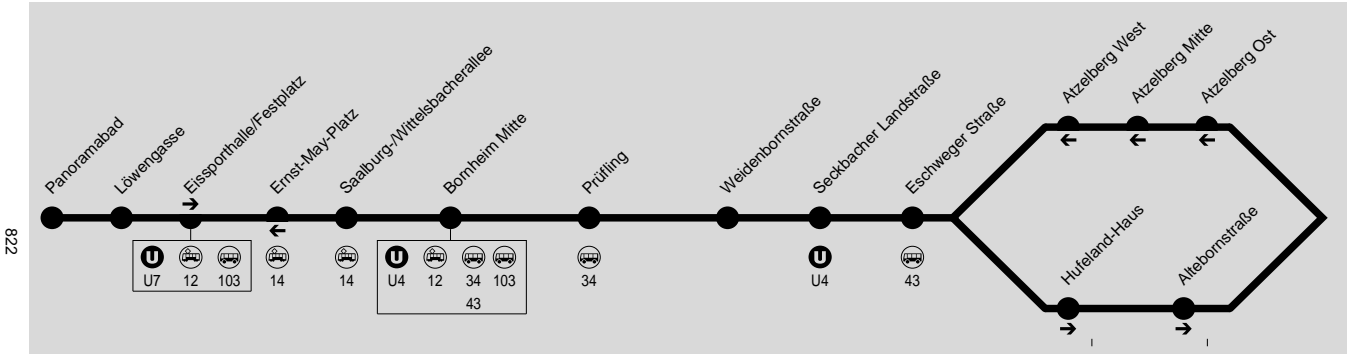 822
Panoramabad
Löwengasse
Eissporthalle/Festplatz
Ernst-May-Platz
Saalburg-/Wittelsbacherallee
Bornheim Mitte
Prüfling
Weidenbornstraße
Seckbacher Landstraße
Eschweger Straße
Atzelberg West
Atzelberg Mitte
Atzelberg Ost
Hufeland-Haus
Altebornstraße
U U U
U7 12 103 14 14 U4 12 34 103 34 U4 43
43